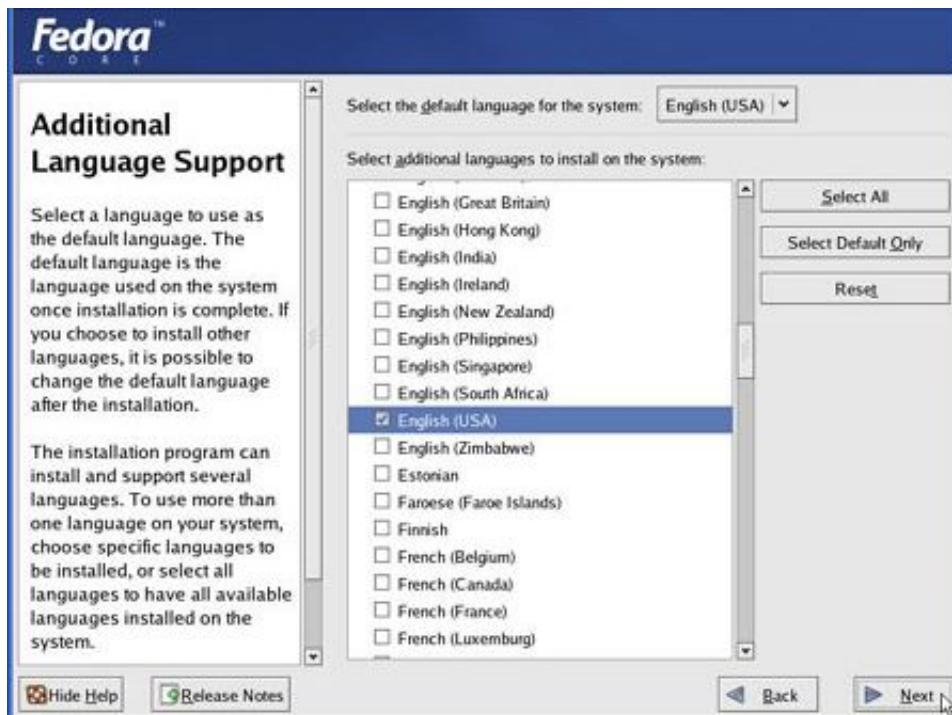 Fedora™
CORE
Additional
Language Support
Select a language to use as
the default language. The
default language is the
language used on the system
once installation is complete. If
you choose to install other
languages, it is possible to
change the default language
after the installation.
The installation program can
install and support several
languages. To use more than
one language on your system,
choose specific languages to
be installed, or select all
languages to have all available
languages installed on the
system.
Select the default language for the system: English (USA)
Select additional languages to install on the system:
English (Great Britain)
English (Hong Kong)
English (India)
English (Ireland)
English (New Zealand)
English (Philippines)
English (Singapore)
English (South Africa)
English (USA)
English (Zimbabwe)
Estonian
Faroese (Faroe Islands)
Finnish
French (Belgium)
French (Canada)
French (France)
French (Luxemburg)
Select All
Select Default Only
Reset
Hide Help
Release Notes
Back
Next